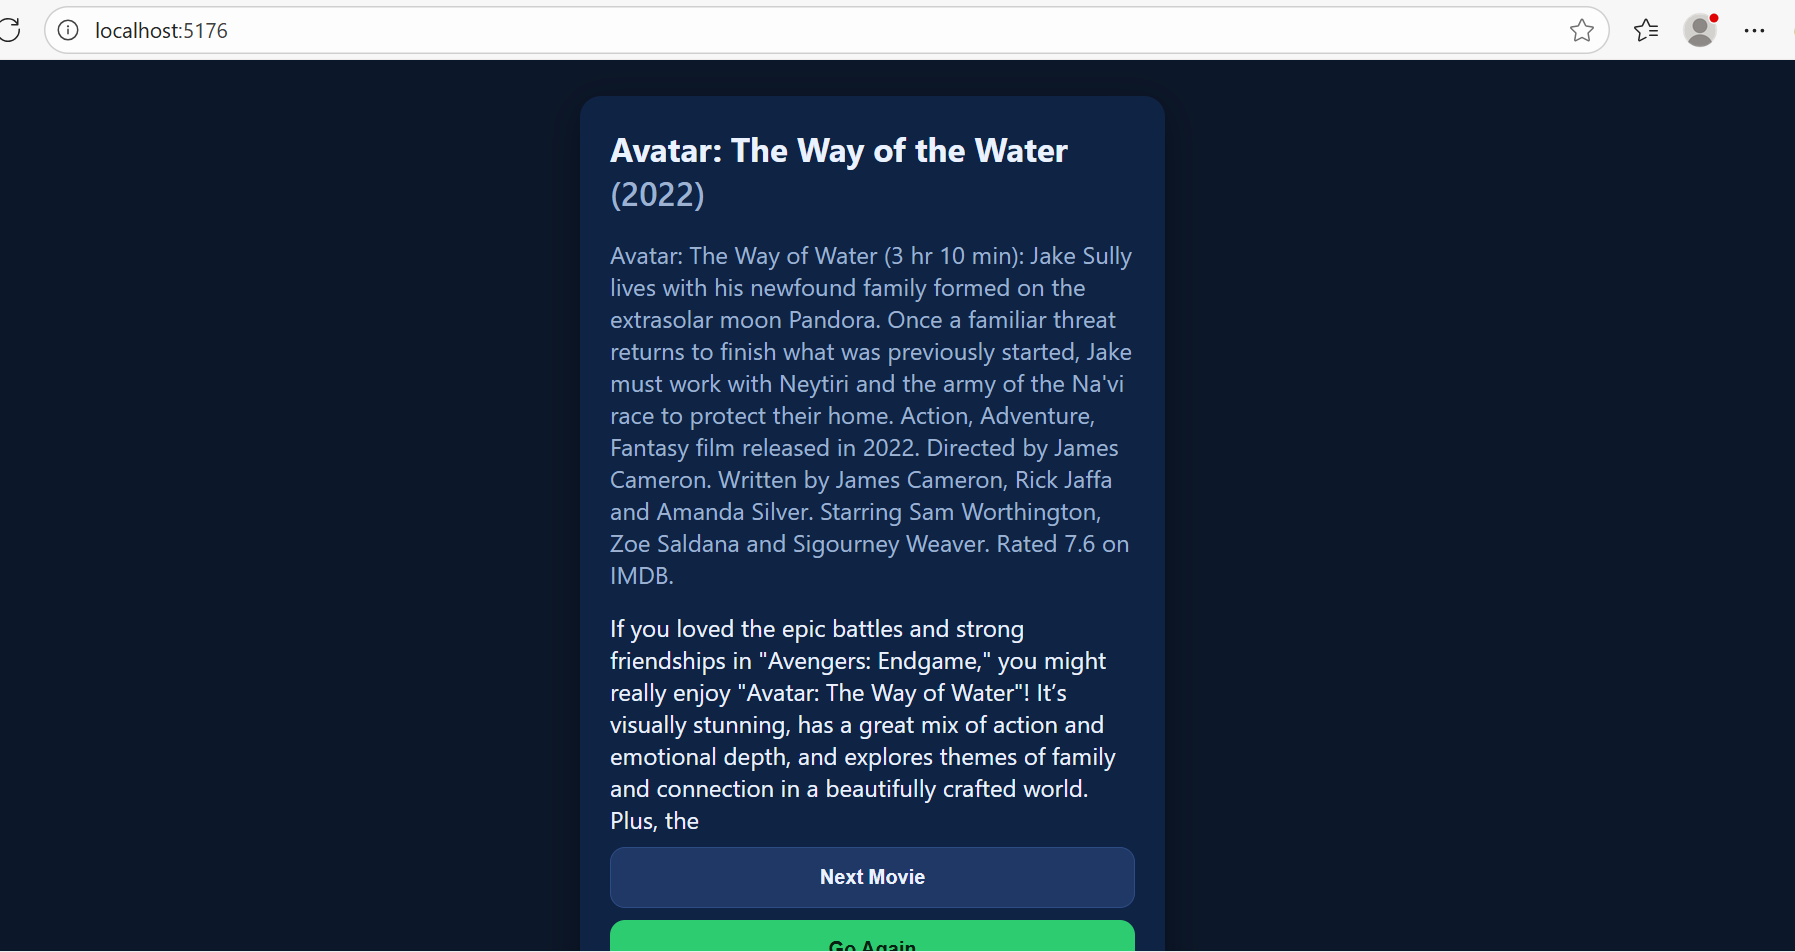 localhost:5176
Avatar: The Way of the Water
(2022)
Avatar: The Way of Water (3 hr 10 min): Jake Sully
lives with his newfound family formed on the
extrasolar moon Pandora. Once a familiar threat
returns to finish what was previously started, Jake
must work with Neytiri and the army of the Na'vi
race to protect their home. Action, Adventure,
Fantasy film released in 2022. Directed by James
Cameron. Written by James Cameron, Rick Jaffa
and Amanda Silver. Starring Sam Worthington,
Zoe Saldana and Sigourney Weaver. Rated 7.6 on
IMDB.
If you loved the epic battles and strong
friendships in "Avengers: Endgame," you might
really enjoy "Avatar: The Way of Water"! It’s
visually stunning, has a great mix of action and
emotional depth, and explores themes of family
and connection in a beautifully crafted world.
Plus, the
Next Movie
Go Again